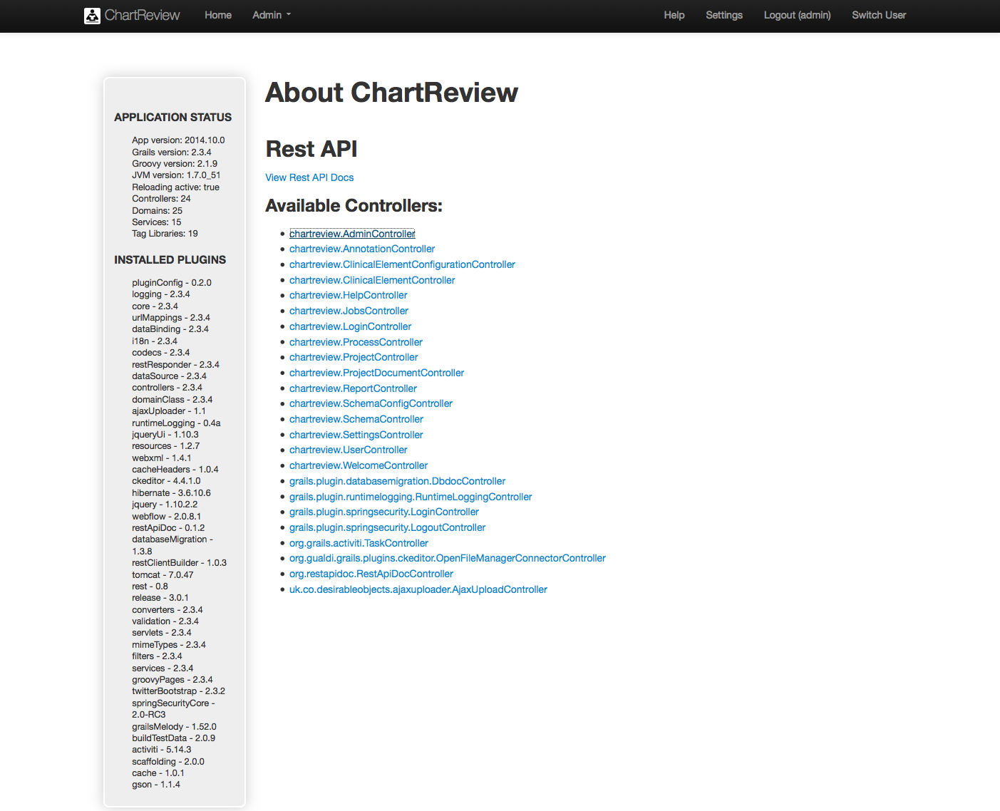 ChartReview Home Admin Help Settings Logout (admin) Switch User
APPLICATION STATUS
App version: 2014.10.0
Grails version: 2.3.4
Groovy version: 2.1.9
JVM version: 1.7.0_51
Reloading active: true
Controllers: 24
Domains: 25
Services: 15
Tag Libraries: 19
INSTALLED PLUGINS
pluginConfig - 0.2.0
logging - 2.3.4
core - 2.3.4
urlMappings - 2.3.4
dataBinding - 2.3.4
i18n - 2.3.4
codecs - 2.3.4
restResponder - 2.3.4
dataSource - 2.3.4
controllers - 2.3.4
domainClass - 2.3.4
ajaxUploader - 1.1
runtimeLogging - 0.4a
jqueryUi - 1.10.3
resources - 1.2.7
webxml - 1.4.1
cacheHeaders - 1.0.4
ckeditor - 4.4.1.0
hibernate - 3.6.10.6
jquery - 1.10.2.2
webflow - 2.0.8.1
restApiDoc - 0.1.2
databaseMigration -
1.3.8
restClientBuilder - 1.0.3
tomcat - 7.0.47
rest - 0.8
release - 3.0.1
converters - 2.3.4
validation - 2.3.4
servlets - 2.3.4
mimeTypes - 2.3.4
filters - 2.3.4
services - 2.3.4
groovyPages - 2.3.4
twitterBootstrap - 2.3.2
springSecurityCore -
2.0-RC3
grailsMelody - 1.52.0
buildTestData - 2.0.9
activiti - 5.14.3
scaffolding - 2.0.0
cache - 1.0.1
gson - 1.1.4
About ChartReview
Rest API
View Rest API Docs
Available Controllers:
chartreview.AdminController
chartreview.AnnotationController
chartreview.ClinicalElementConfigurationController
chartreview.ClinicalElementController
chartreview.HelpController
chartreview.JobsController
chartreview.LoginController
chartreview.ProcessController
chartreview.ProjectController
chartreview.ProjectDocumentController
chartreview.ReportController
chartreview.SchemaConfigController
chartreview.SchemaController
chartreview.SettingsController
chartreview.UserController
chartreview.WelcomeController
grails.plugin.databasemigration.DbdocController
grails.plugin.runtimelogging.RuntimeLoggingController
grails.plugin.springsecurity.LoginController
grails.plugin.springsecurity.LogoutController
org.grails.activiti.TaskController
org.gualdi.grails.plugins.ckeditor.OpenFileManagerConnectorController
org.restapidoc.RestApiDocController
uk.co.desirableobjects.ajaxuploader.AjaxUploadController